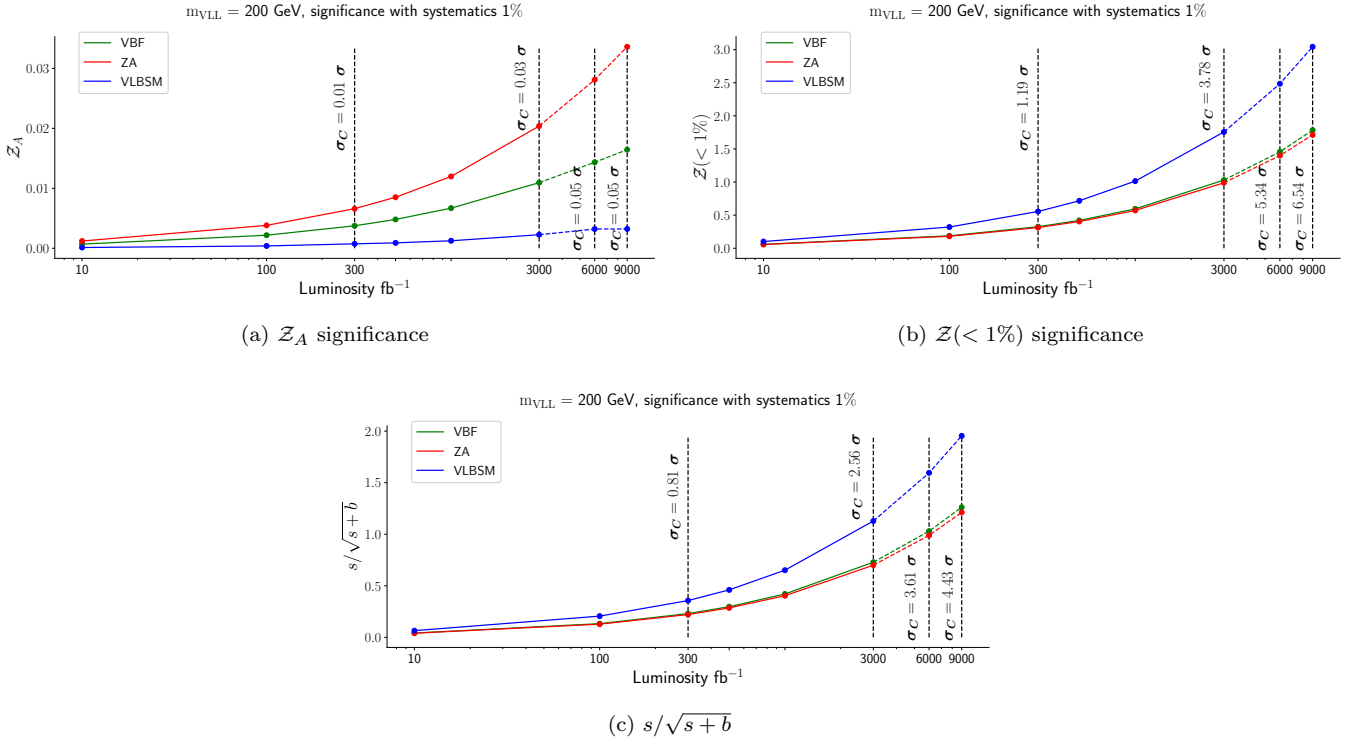 m_VLL = 200 GeV, significance with systematics 1%
VBF
ZA
VLBSM
σ_C = 0.01 σ
σ_C = 0.03 σ
σ_C = 0.05 σ
σ_C = 0.05 σ
Z_A
0.03
0.02
0.01
0.00
10
100
300
3000
6000
9000
Luminosity fb⁻¹
(a) Z_A significance
m_VLL = 200 GeV, significance with systematics 1%
VBF
ZA
VLBSM
σ_C = 1.19 σ
σ_C = 3.78 σ
σ_C = 5.34 σ
σ_C = 6.54 σ
Z(< 1%)
3.0
2.5
2.0
1.5
1.0
0.5
0.0
10
100
300
3000
6000
9000
Luminosity fb⁻¹
(b) Z(< 1%) significance
m_VLL = 200 GeV, significance with systematics 1%
VBF
ZA
VLBSM
σ_C = 0.81 σ
σ_C = 2.56 σ
σ_C = 3.61 σ
σ_C = 4.43 σ
s/√s + b
2.0
1.5
1.0
0.5
0.0
10
100
300
3000
6000
9000
Luminosity fb⁻¹
(c) s/√s + b